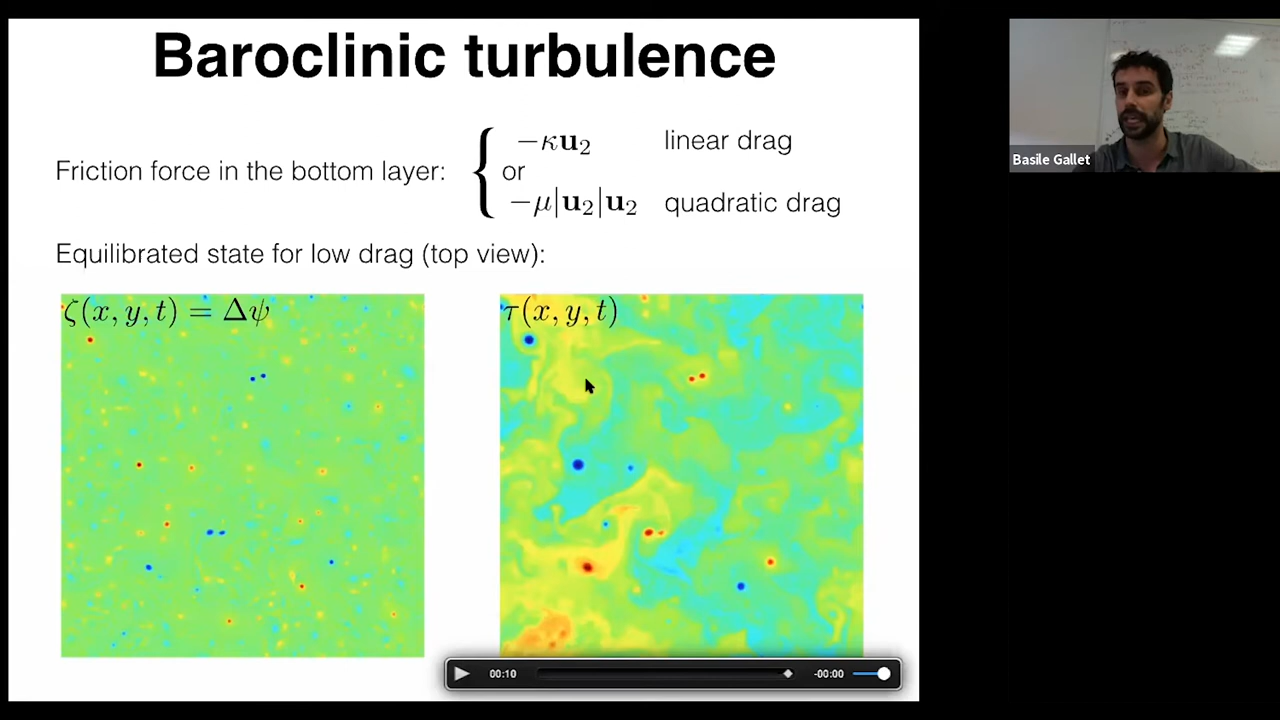 Baroclinic turbulence
−κu₂ linear drag
Friction force in the bottom layer: { or
−μ|u₂|u₂ quadratic drag
Equilibrated state for low drag (top view):
ζ(x, y, t) = Δψ
τ(x, y, t)
00:10
-00:00
Basile Gallet